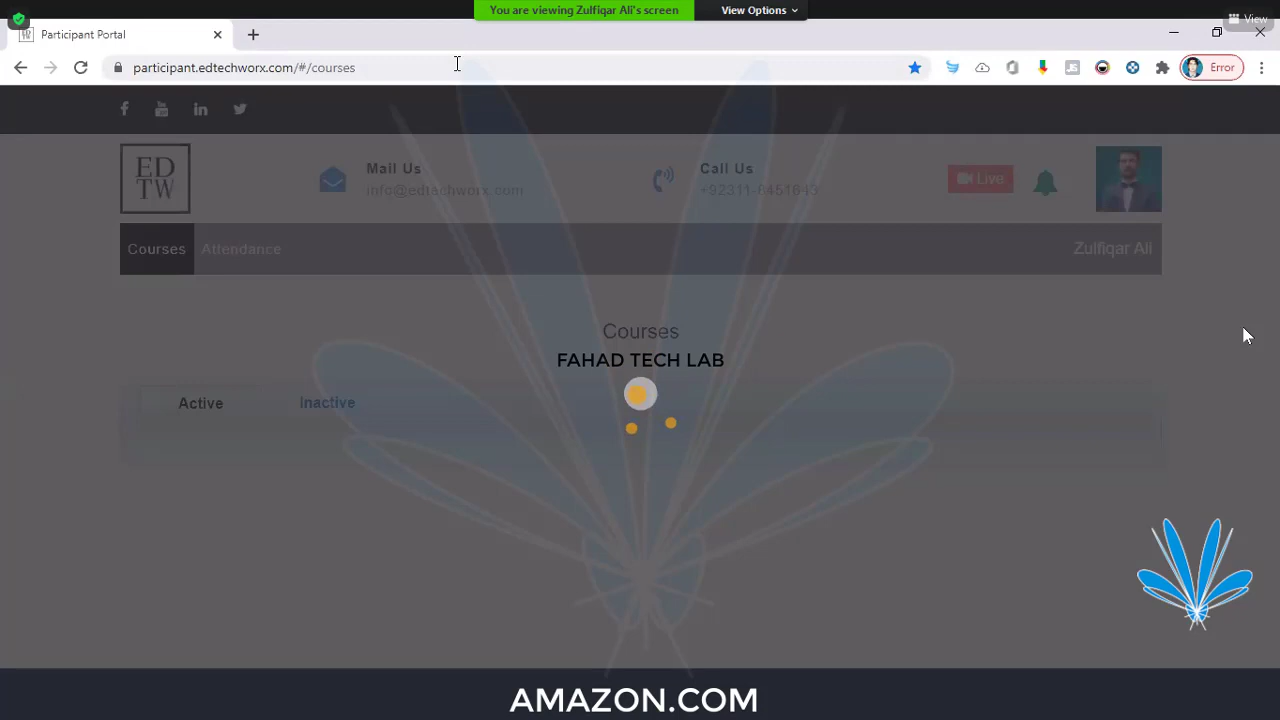 You are viewing Zulfiqar Ali's screen
View Options
View
Participant Portal
participant.edtechworx.com/#/courses
Error
ED
TW
Mail Us
info@edtechworx.com
Call Us
+92311-6451643
Live
Courses
Attendance
Zulfiqar Ali
Courses
FAHAD TECH LAB
Active
Inactive
AMAZON.COM